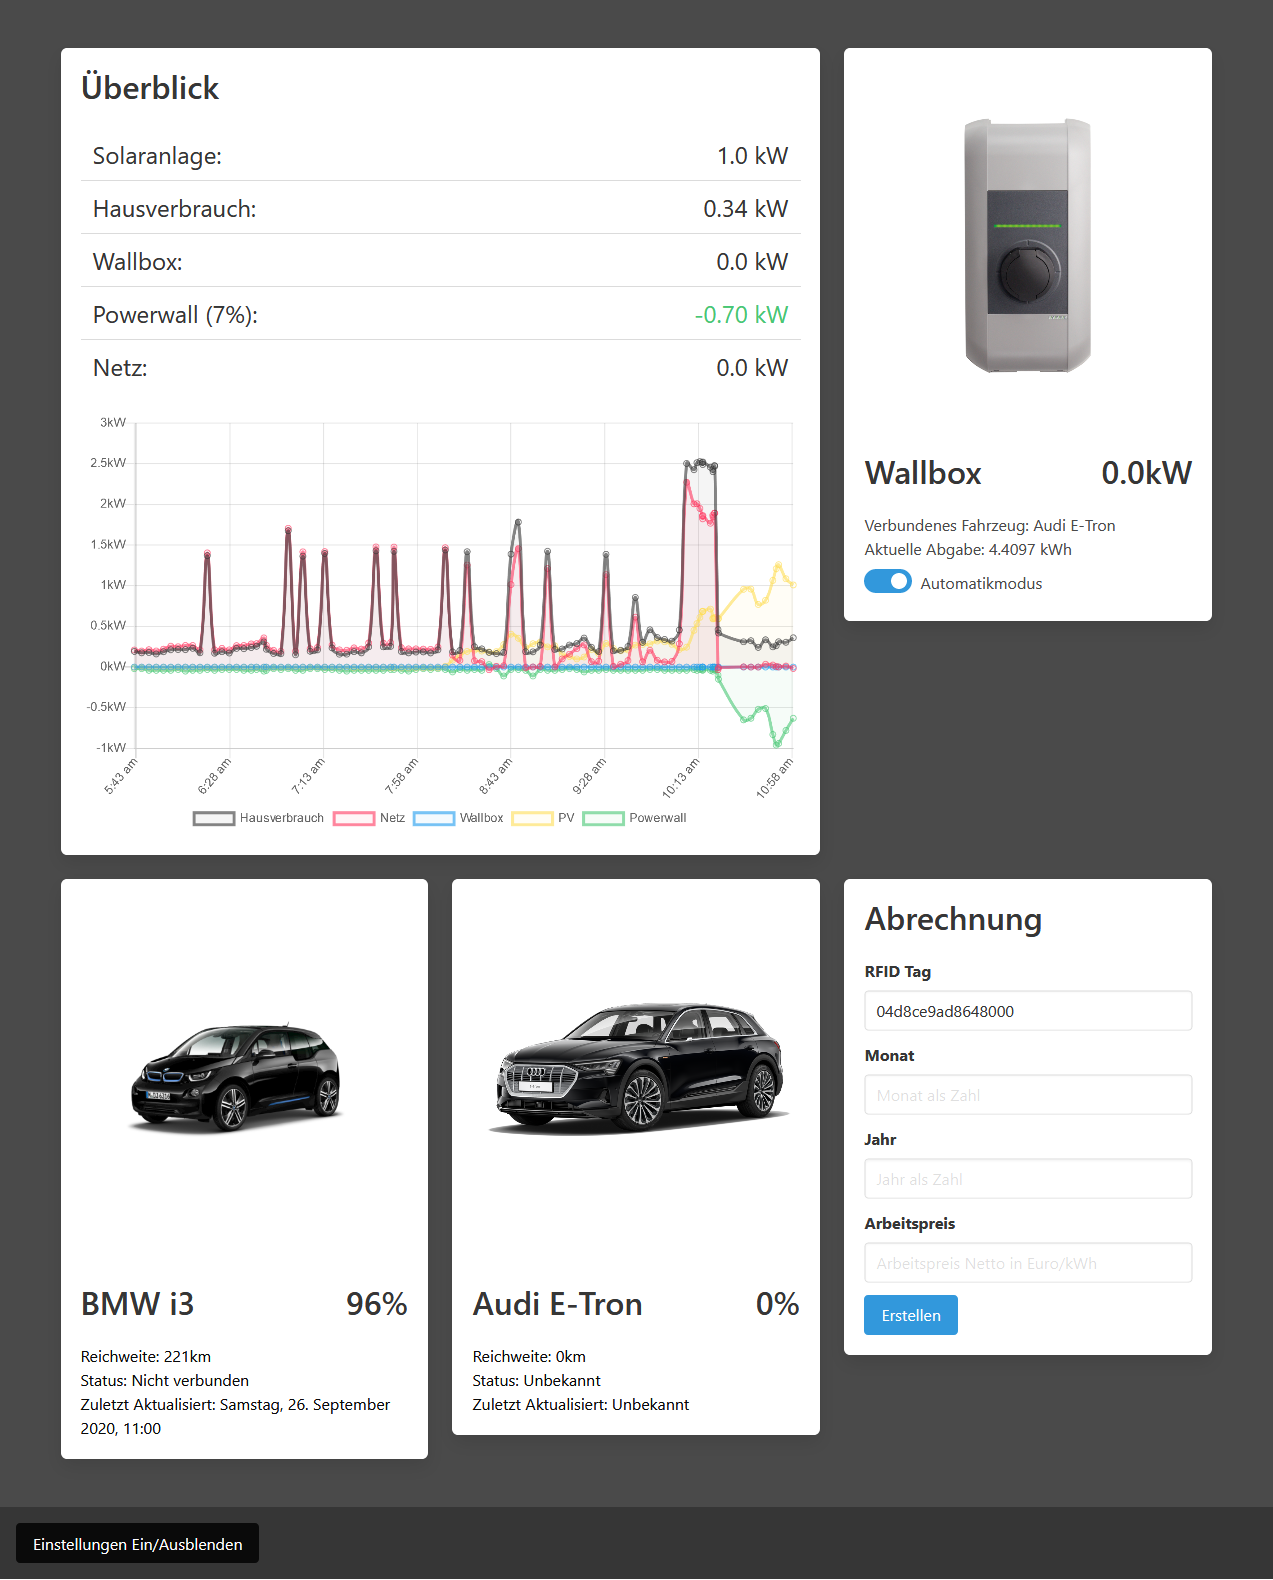 Überblick
Solaranlage: 1.0 kW
Hausverbrauch: 0.34 kW
Wallbox: 0.0 kW
Powerwall (7%): -0.70 kW
Netz: 0.0 kW
3kW
2.5kW
2kW
1.5kW
1kW
0.5kW
0kW
-0.5kW
-1kW
5:43 am 6:28 am 7:13 am 7:58 am 8:43 am 9:28 am 10:13 am 10:58 am
Hausverbrauch Netz Wallbox PV Powerwall
Wallbox 0.0kW
Verbundenes Fahrzeug: Audi E-Tron
Aktuelle Abgabe: 4.4097 kWh
Automatikmodus
BMW i3 96%
Reichweite: 221km
Status: Nicht verbunden
Zuletzt Aktualisiert: Samstag, 26. September
2020, 11:00
Audi E-Tron 0%
Reichweite: 0km
Status: Unbekannt
Zuletzt Aktualisiert: Unbekannt
Abrechnung
RFID Tag
04d8ce9ad8648000
Monat
Monat als Zahl
Jahr
Jahr als Zahl
Arbeitspreis
Arbeitspreis Netto in Euro/kWh
Erstellen
Einstellungen Ein/Ausblenden